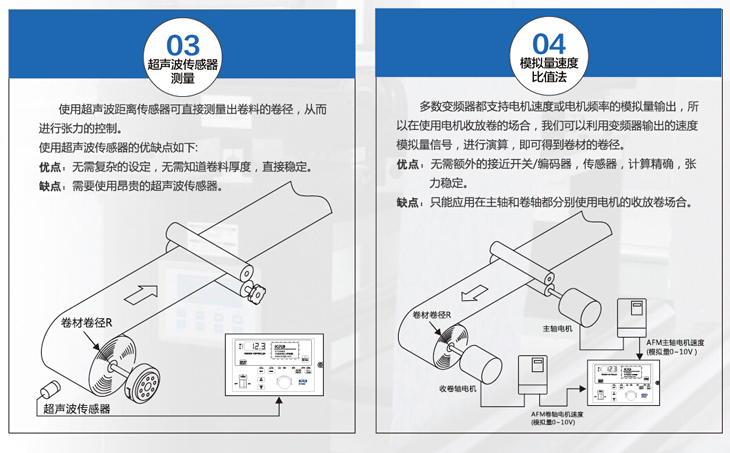 03
超声波传感器
测量
使用超声波距离传感器可直接测量出卷料的卷径，从而
进行张力的控制。
使用超声波传感器的优缺点如下:
优点：无需复杂的设定，无需知道卷料厚度，直接稳定。
缺点：需要使用昂贵的超声波传感器。
卷材卷径R
12.3
超声波传感器
04
模拟量速度
比值法
多数变频器都支持电机速度或电机频率的模拟量输出，所
以在使用电机收放卷的场合，我们可以利用变频器输出的速度
模拟量信号，进行演算，即可得到卷材的卷径。
优点：无需额外的接近开关/编码器，传感器，计算精确，张
力稳定。
缺点：只能应用在主轴和卷轴都分别使用电机的收放卷场合。
卷材卷径R
主轴电机
AFM主轴电机速度
(模拟量0~10V）
12.3
收卷轴电机
AFM卷轴电机速度
(模拟量0~10V)